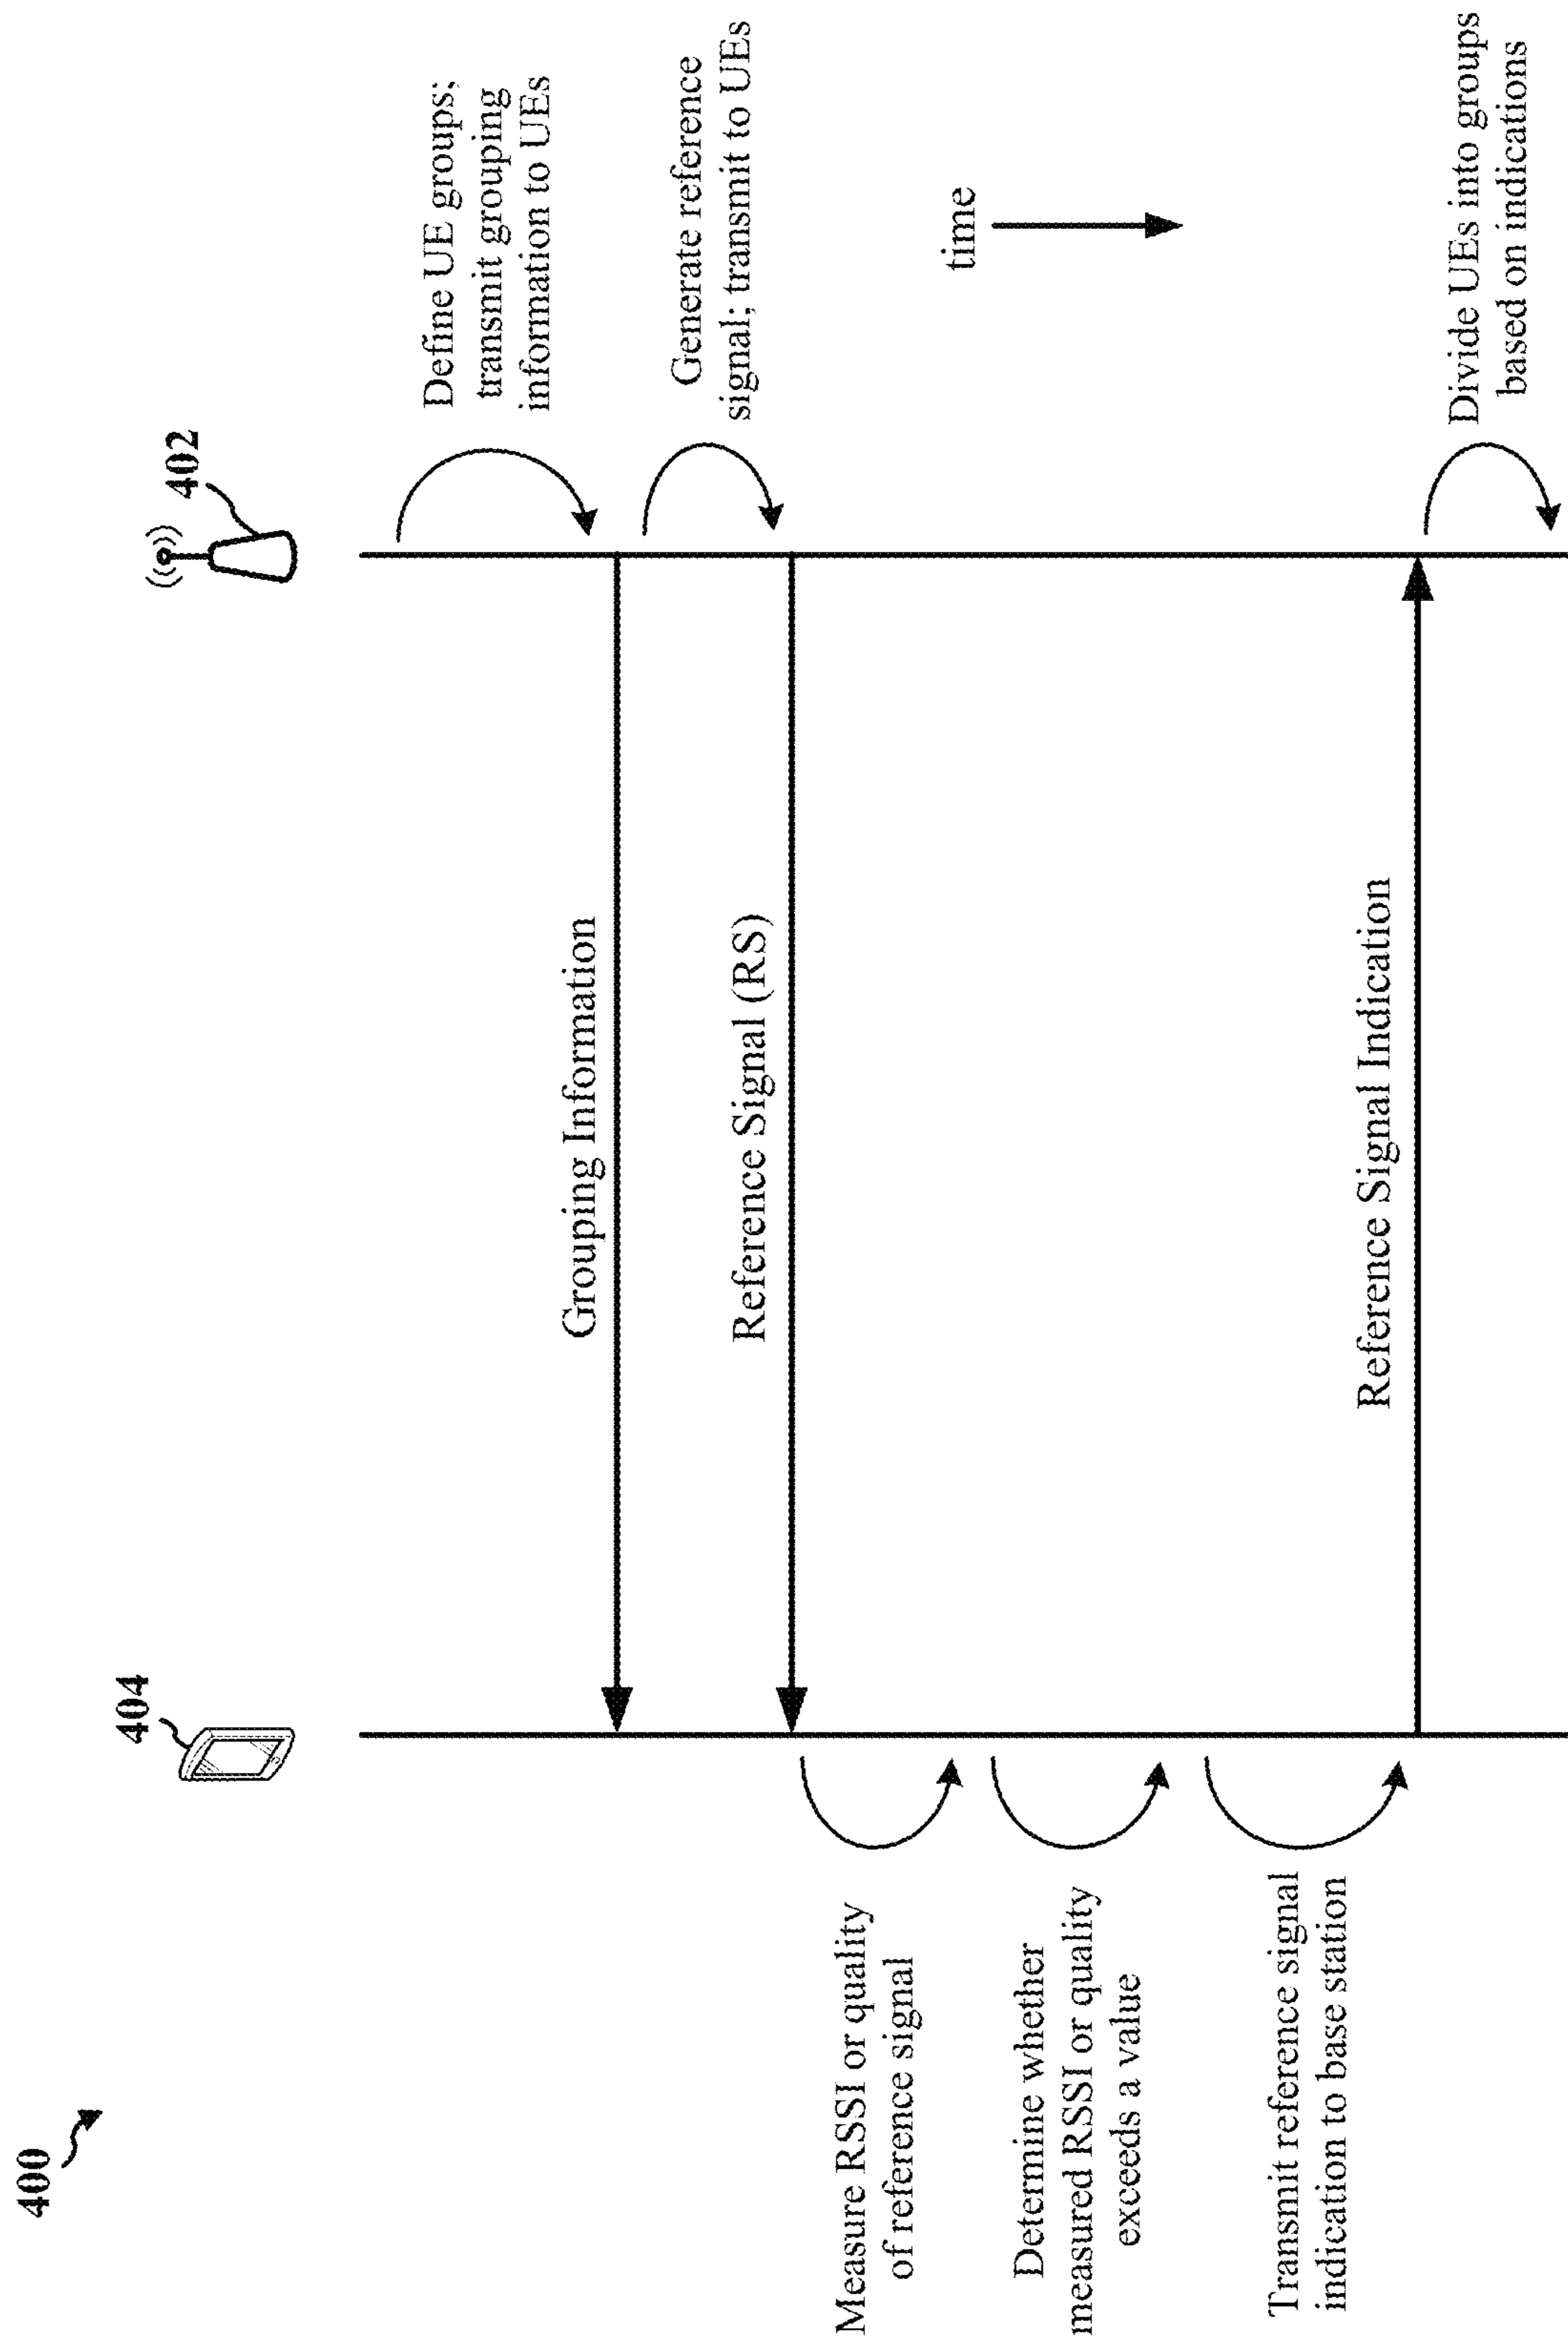 400
404
402
Define UE groups;
transmit grouping
information to UEs
Grouping Information
Generate reference
signal; transmit to UEs
Reference Signal (RS)
Measure RSSI or quality
of reference signal
time
Determine whether
measured RSSI or quality
exceeds a value
Transmit reference signal
indication to base station
Reference Signal Indication
Divide UEs into groups
based on indications